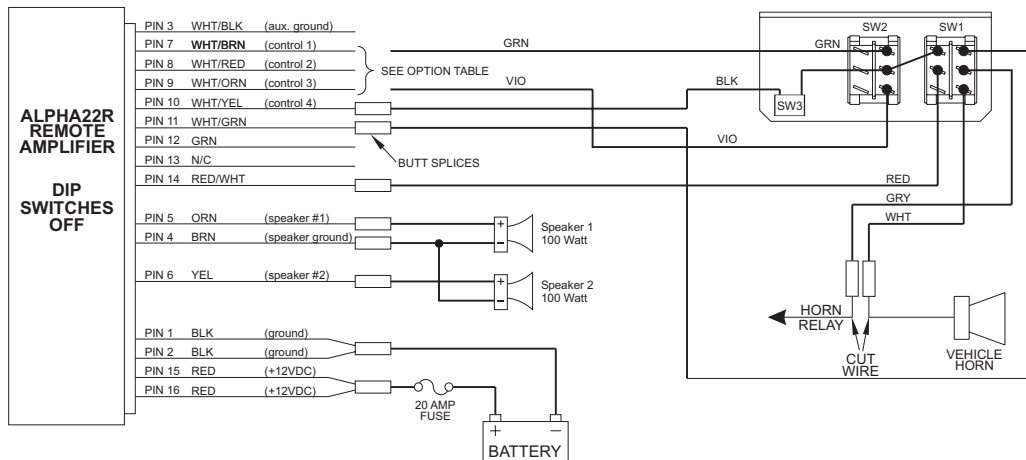 ALPHA22R
REMOTE
AMPLIFIER
DIP
SWITCHES
OFF
PIN 3 WHT/BLK (aux. ground)
PIN 7 WHT/BRN (control 1)
PIN 8 WHT/RED (control 2)
PIN 9 WHT/ORN (control 3)
PIN 10 WHT/YEL (control 4)
PIN 11 WHT/GRN
PIN 12 GRN
PIN 13 N/C
PIN 14 RED/WHT
PIN 5 ORN (speaker #1)
PIN 4 BRN (speaker ground)
PIN 6 YEL (speaker #2)
PIN 1 BLK (ground)
PIN 2 BLK (ground)
PIN 15 RED (+12VDC)
PIN 16 RED (+12VDC)
SEE OPTION TABLE
BUTT SPLICES
GRN
VIO
BLK
GRN
VIO
SW2
SW1
SW3
RED
GRY
WHT
+
–
Speaker 1
100 Watt
+
–
Speaker 2
100 Watt
20 AMP
FUSE
+ –
BATTERY
HORN
RELAY
CUT
WIRE
VEHICLE
HORN